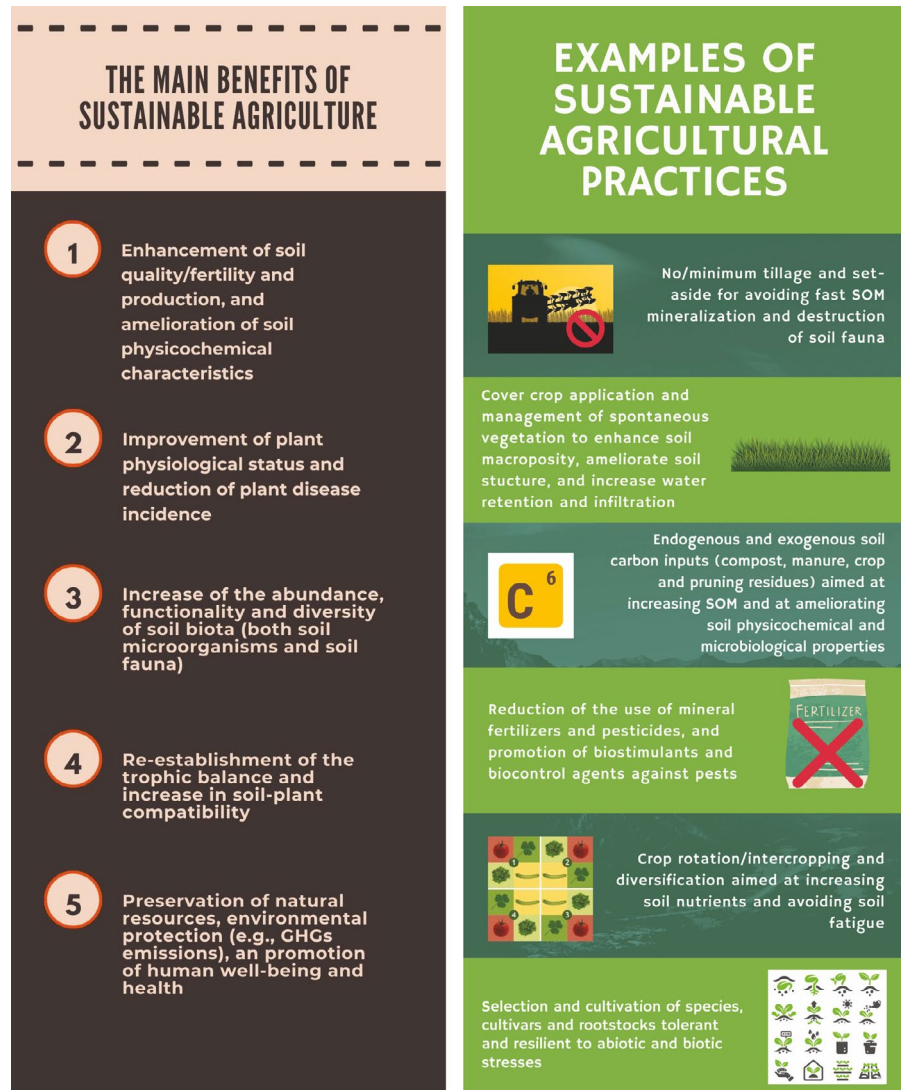 THE MAIN BENEFITS OF
SUSTAINABLE AGRICULTURE
1
Enhancement of soil
quality/fertility and
production, and
amelioration of soil
physicochemical
characteristics
2
Improvement of plant
physiological status and
reduction of plant disease
incidence
3
Increase of the abundance,
functionality and diversity
of soil biota (both soil
microorganisms and soil
fauna)
4
Re-establishment of the
trophic balance and
increase in soil-plant
compatibility
5
Preservation of natural
resources, environmental
protection (e.g., GHGs
emissions), an promotion
of human well-being and
health
EXAMPLES OF
SUSTAINABLE
AGRICULTURAL
PRACTICES
No/minimum tillage and set-
aside for avoiding fast SOM
mineralization and destruction
of soil fauna
Cover crop application and
management of spontaneous
vegetation to enhance soil
macroposity, ameliorate soil
stucture, and increase water
retention and infiltration
C 6
Endogenous and exogenous soil
carbon inputs (compost, manure, crop
and pruning residues) aimed at
increasing SOM and at ameliorating
soil physicochemical and
microbiological properties
Reduction of the use of mineral
fertilizers and pesticides, and
promotion of biostimulants and
biocontrol agents against pests
FERTILIZER
1
2
4
3
Crop rotation/intercropping and
diversification aimed at increasing
soil nutrients and avoiding soil
fatigue
Selection and cultivation of species,
cultivars and rootstocks tolerant
and resilient to abiotic and biotic
stresses